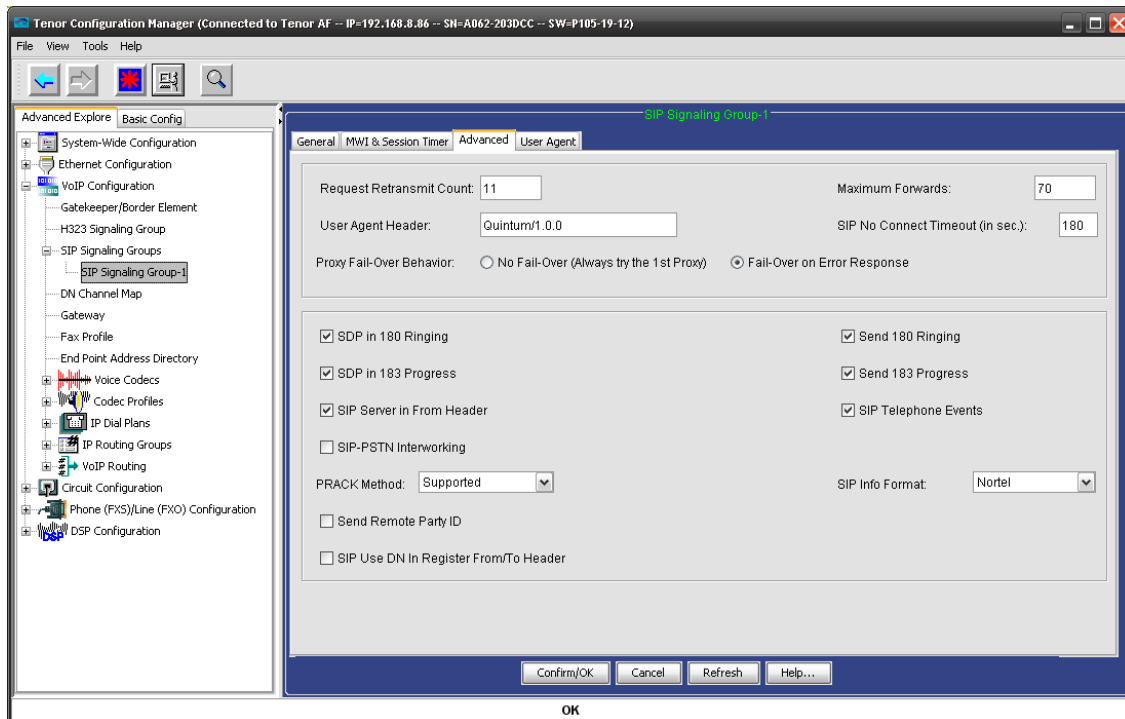 Tenor Configuration Manager (Connected to Tenor AF -- IP=192.168.8.86 -- SN=A062-203DCC -- SW=P105-19-12)
File View Tools Help
Advanced Explore Basic Config
System-Wide Configuration
Ethernet Configuration
VoIP Configuration
Gatekeeper/Border Element
H323 Signaling Group
SIP Signaling Groups
SIP Signaling Group-1
DN Channel Map
Gateway
Fax Profile
End Point Address Directory
Voice Codecs
Codec Profiles
IP Dial Plans
IP Routing Groups
VoIP Routing
Circuit Configuration
Phone (FXS)/Line (FXO) Configuration
DSP Configuration
SIP Signaling Group-1
General MWI & Session Timer Advanced User Agent
Request Retransmit Count: 11 Maximum Forwards: 70
User Agent Header: Quintum/1.0.0 SIP No Connect Timeout (in sec.): 180
Proxy Fail-Over Behavior: No Fail-Over (Always try the 1st Proxy) Fail-Over on Error Response
SDP in 180 Ringing Send 180 Ringing
SDP in 183 Progress Send 183 Progress
SIP Server in From Header SIP Telephone Events
SIP-PSTN Interworking
PRACK Method: Supported SIP Info Format: Nortel
Send Remote Party ID
SIP Use DN In Register From/To Header
Confirm/OK Cancel Refresh Help...
OK